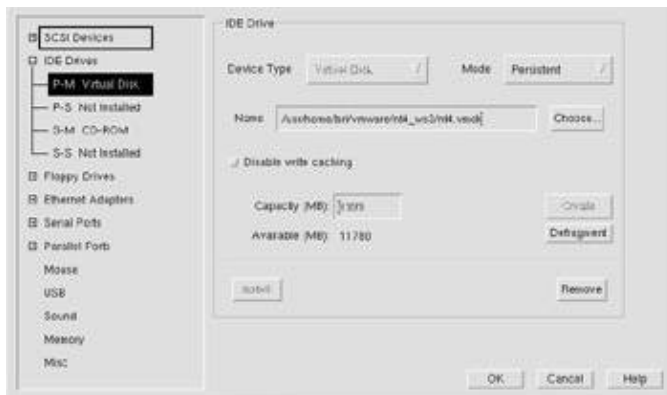 SCSI Devices
IDE Drives
P-M Virtual Disk
P-S Not Installed
S-M CD-ROM
S-S Not Installed
Floppy Drives
Ethernet Adapters
Serial Ports
Parallel Ports
Mouse
USB
Sound
Memory
Misc
IDE Drive
Device Type Virtual Disk Mode Persistent
Name Choose...
Disable write caching
Capacity (MB): Create
Available (MB): 11780 Defragment
Install Remove
OK Cancel Help